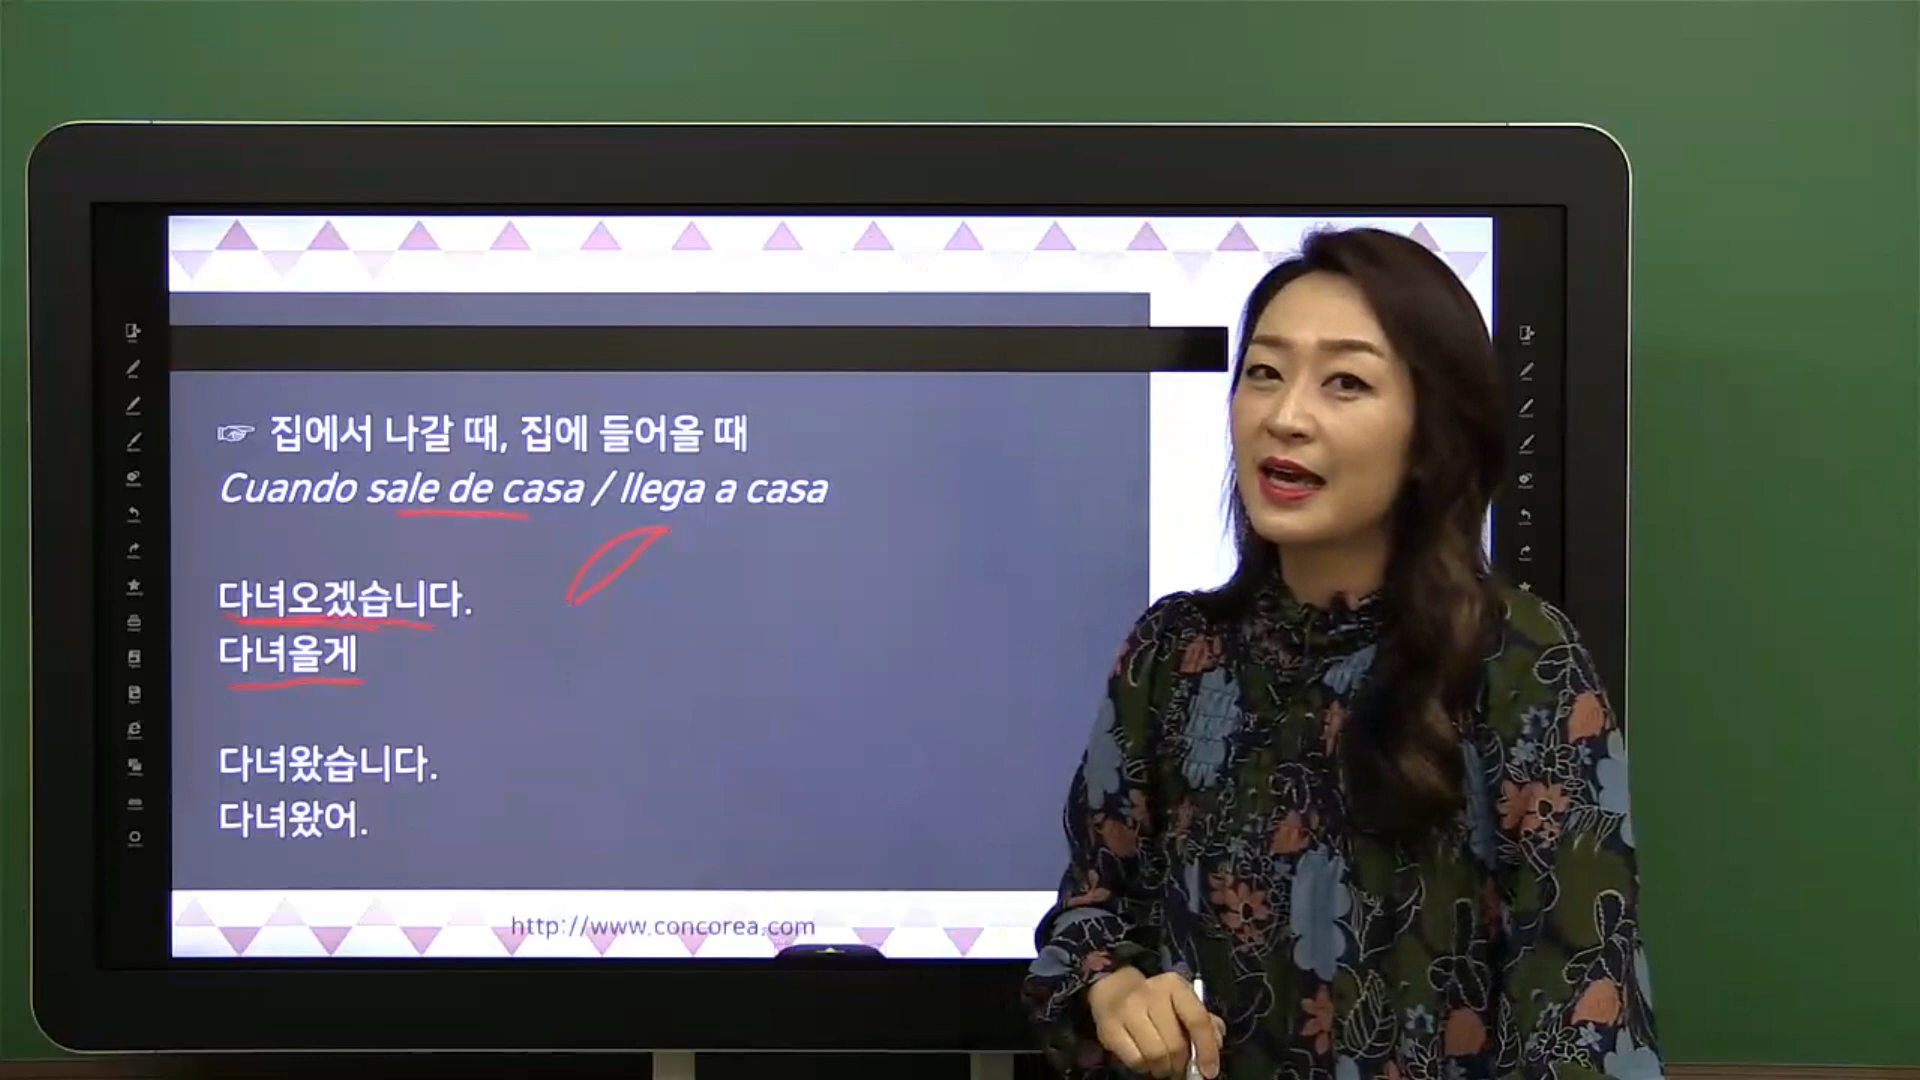 ☞ 집에서 나갈 때, 집에 들어올 때
Cuando sale de casa / llega a casa
다녀오겠습니다.
다녀올게
다녀왔습니다.
다녀왔어.
http://www.concorea.com